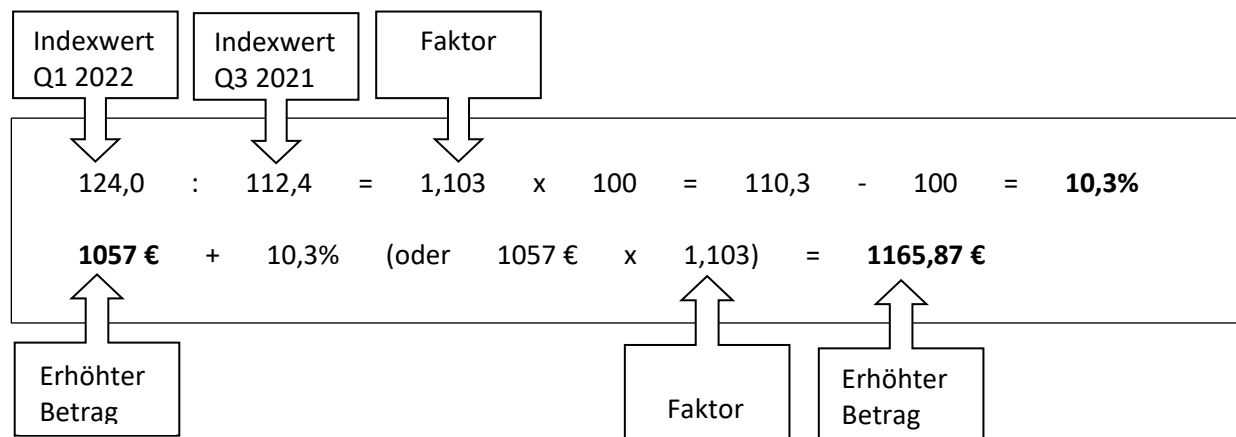 Indexwert
Q1 2022
Indexwert
Q3 2021
Faktor
124,0 : 112,4 = 1,103 x 100 = 110,3 - 100 = 10,3%
1057 € + 10,3% (oder 1057 € x 1,103) = 1165,87 €
Erhöhter
Betrag
Faktor
Erhöhter
Betrag